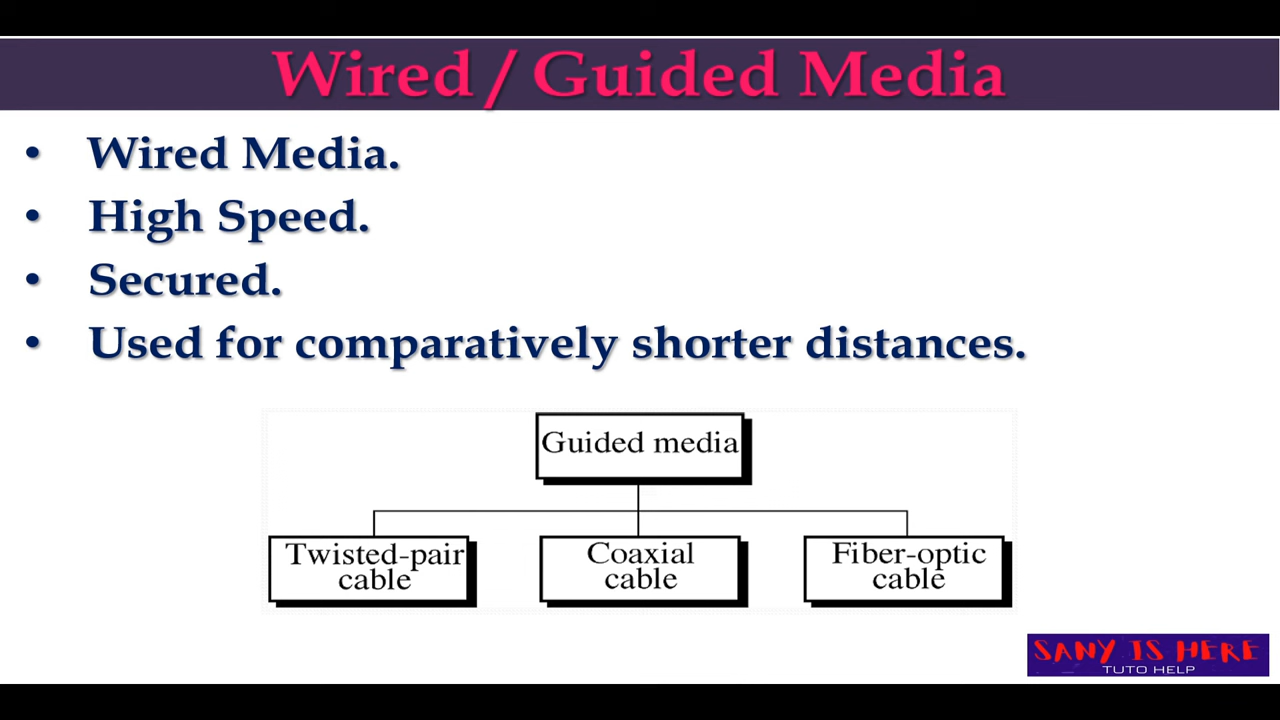 Wired / Guided Media
• Wired Media.
• High Speed.
• Secured.
• Used for comparatively shorter distances.
Guided media
Twisted-pair
cable
Coaxial
cable
Fiber-optic
cable
SANY IS HERE
TUTO HELP